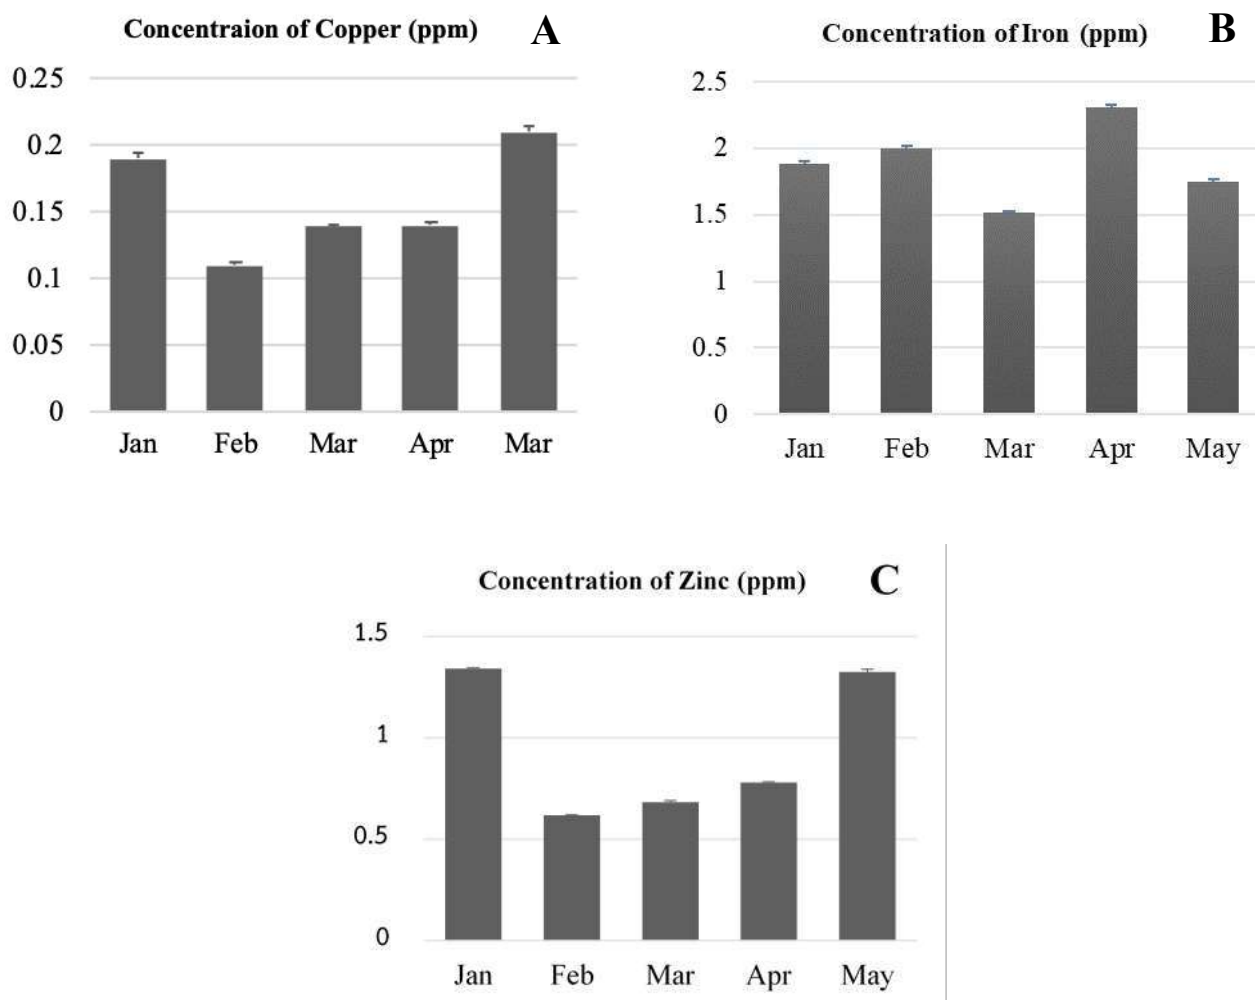 Concentraion of Copper (ppm) A
0.25
0.2
0.15
0.1
0.05
0
Jan Feb Mar Apr Mar
Concentration of Iron (ppm) B
2.5
2
1.5
1
0.5
0
Jan Feb Mar Apr May
Concentration of Zinc (ppm) C
1.5
1
0.5
0
Jan Feb Mar Apr May